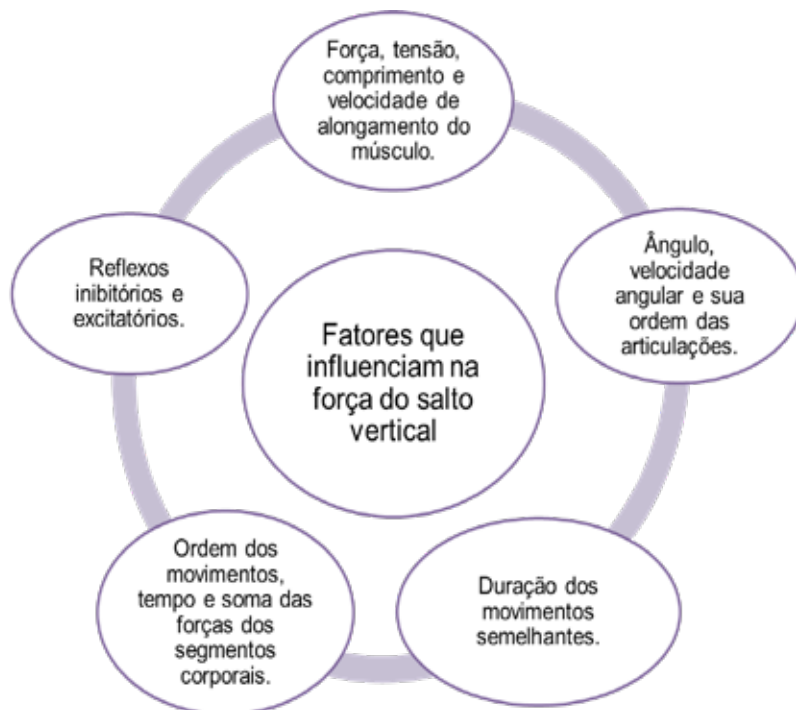 Força, tensão,
comprimento e
velocidade de
alongamento do
músculo.
Ângulo,
velocidade
angular e sua
ordem das
articulações.
Duração dos
movimentos
semelhantes.
Ordem dos
movimentos,
tempo e soma das
forças dos
segmentos
corporais.
Reflexos
inibitórios e
excitatórios.
Fatores que
influenciam na
força do salto
vertical